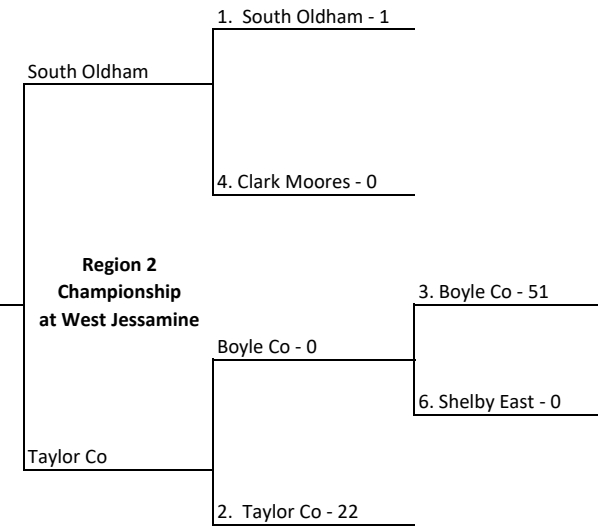 1.  South Oldham - 1
South Oldham
4. Clark Moores - 0
Region 2
Championship
at West Jessamine
3. Boyle Co - 51
Boyle Co - 0
6. Shelby East - 0
Taylor Co
2.  Taylor Co - 22